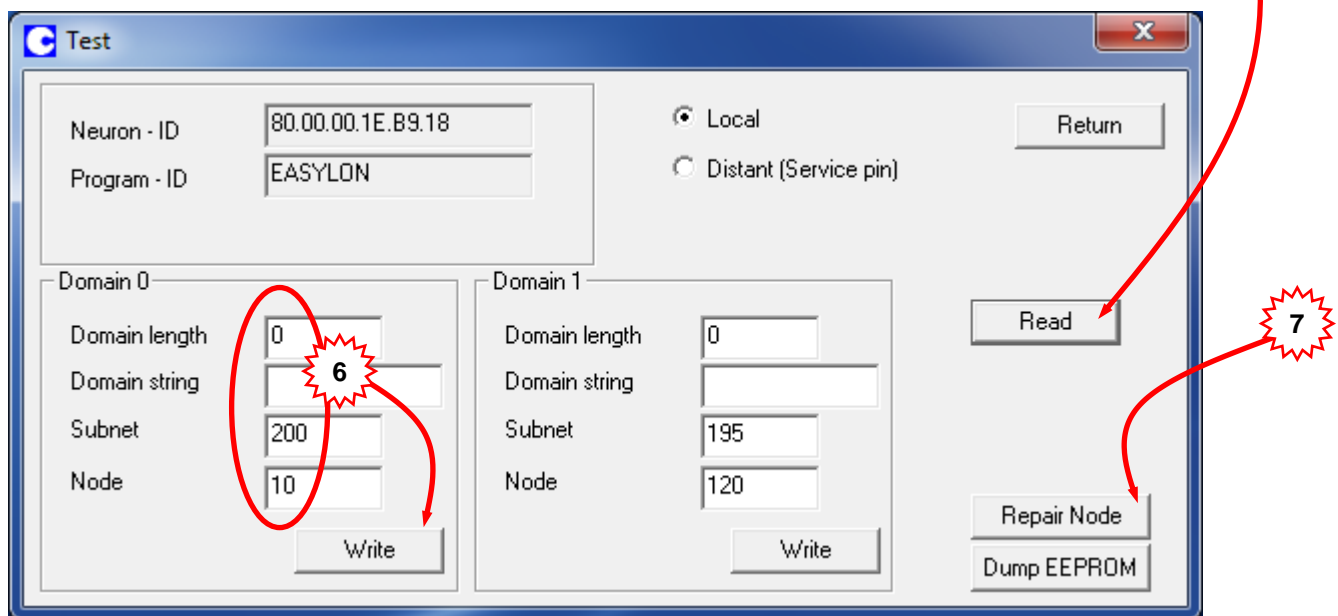 Test
Neuron - ID 80.00.00.1E.B9.18
Program - ID EASYLON
Local
Distant (Service pin)
Return
Domain 0
Domain length 0
Domain string
Subnet 200
Node 10
Write
6
Domain 1
Domain length 0
Domain string
Subnet 195
Node 120
Write
Read
7
Repair Node
Dump EEPROM